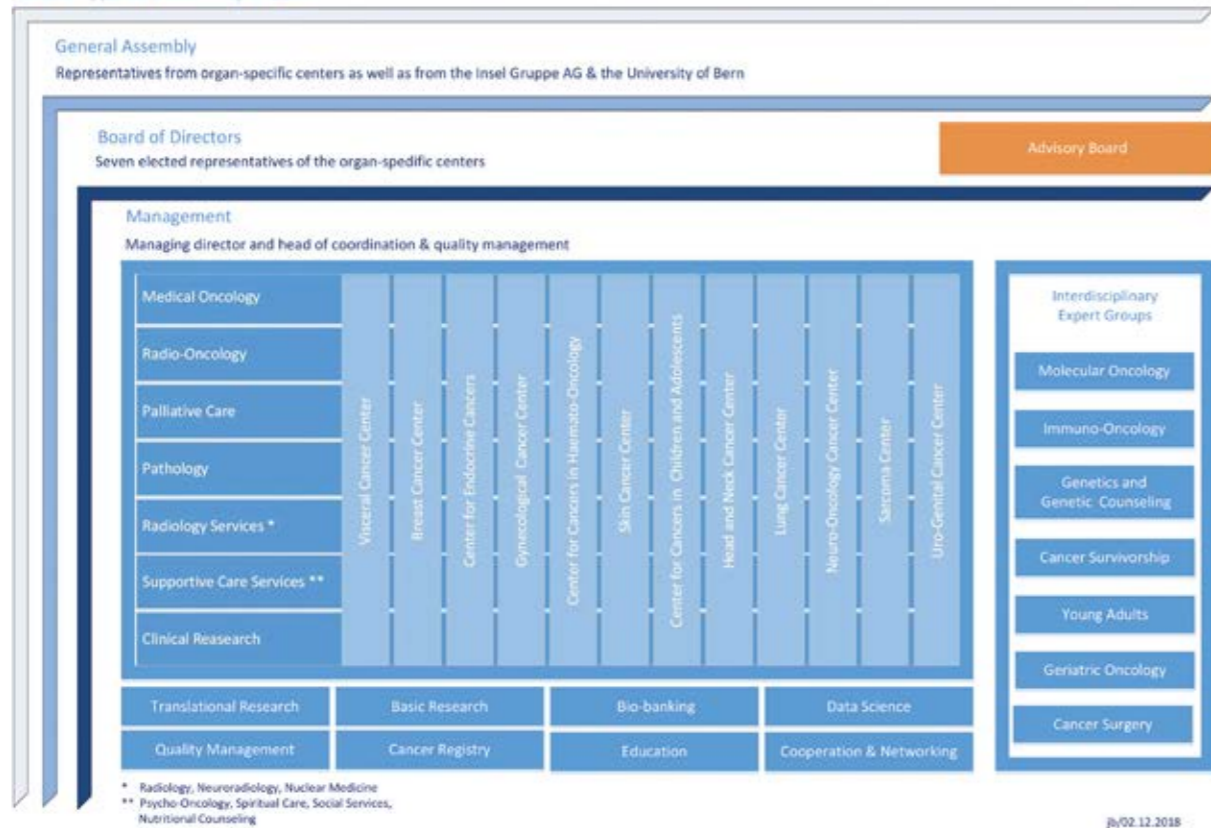 General Assembly
Representatives from organ-specific centers as well as from the Insel Gruppe AG & the University of Bern
Board of Directors
Seven elected representatives of the organ-spedific centers
Advisory Board
Management
Managing director and head of coordination & quality management
Medical Oncology
Radio-Oncology
Palliative Care
Pathology
Radiology Services *
Supportive Care Services **
Clinical Reasearch
Visceral Cancer Center
Breast Cancer Center
Center for Endocrine Cancers
Gynecological Cancer Center
Center for Cancers in Haemato-Oncology
Skin Cancer Center
Center for Cancers in Children and Adolescents
Head and Neck Cancer Center
Lung Cancer Center
Neuro-Oncology Cancer Center
Sarcoma Center
Uro-Genital Cancer Center
Interdisciplinary
Expert Groups
Molecular Oncology
Immuno-Oncology
Genetics and
Genetic Counseling
Cancer Survivorship
Young Adults
Geriatric Oncology
Cancer Surgery
Translational Research
Basic Research
Bio-banking
Data Science
Quality Management
Cancer Registry
Education
Cooperation & Networking
* Radiology, Neuroradiology, Nuclear Medicine
** Psycho-Oncology, Spiritual Care, Social Services,
Nutritional Counseling
jb/02.12.2018